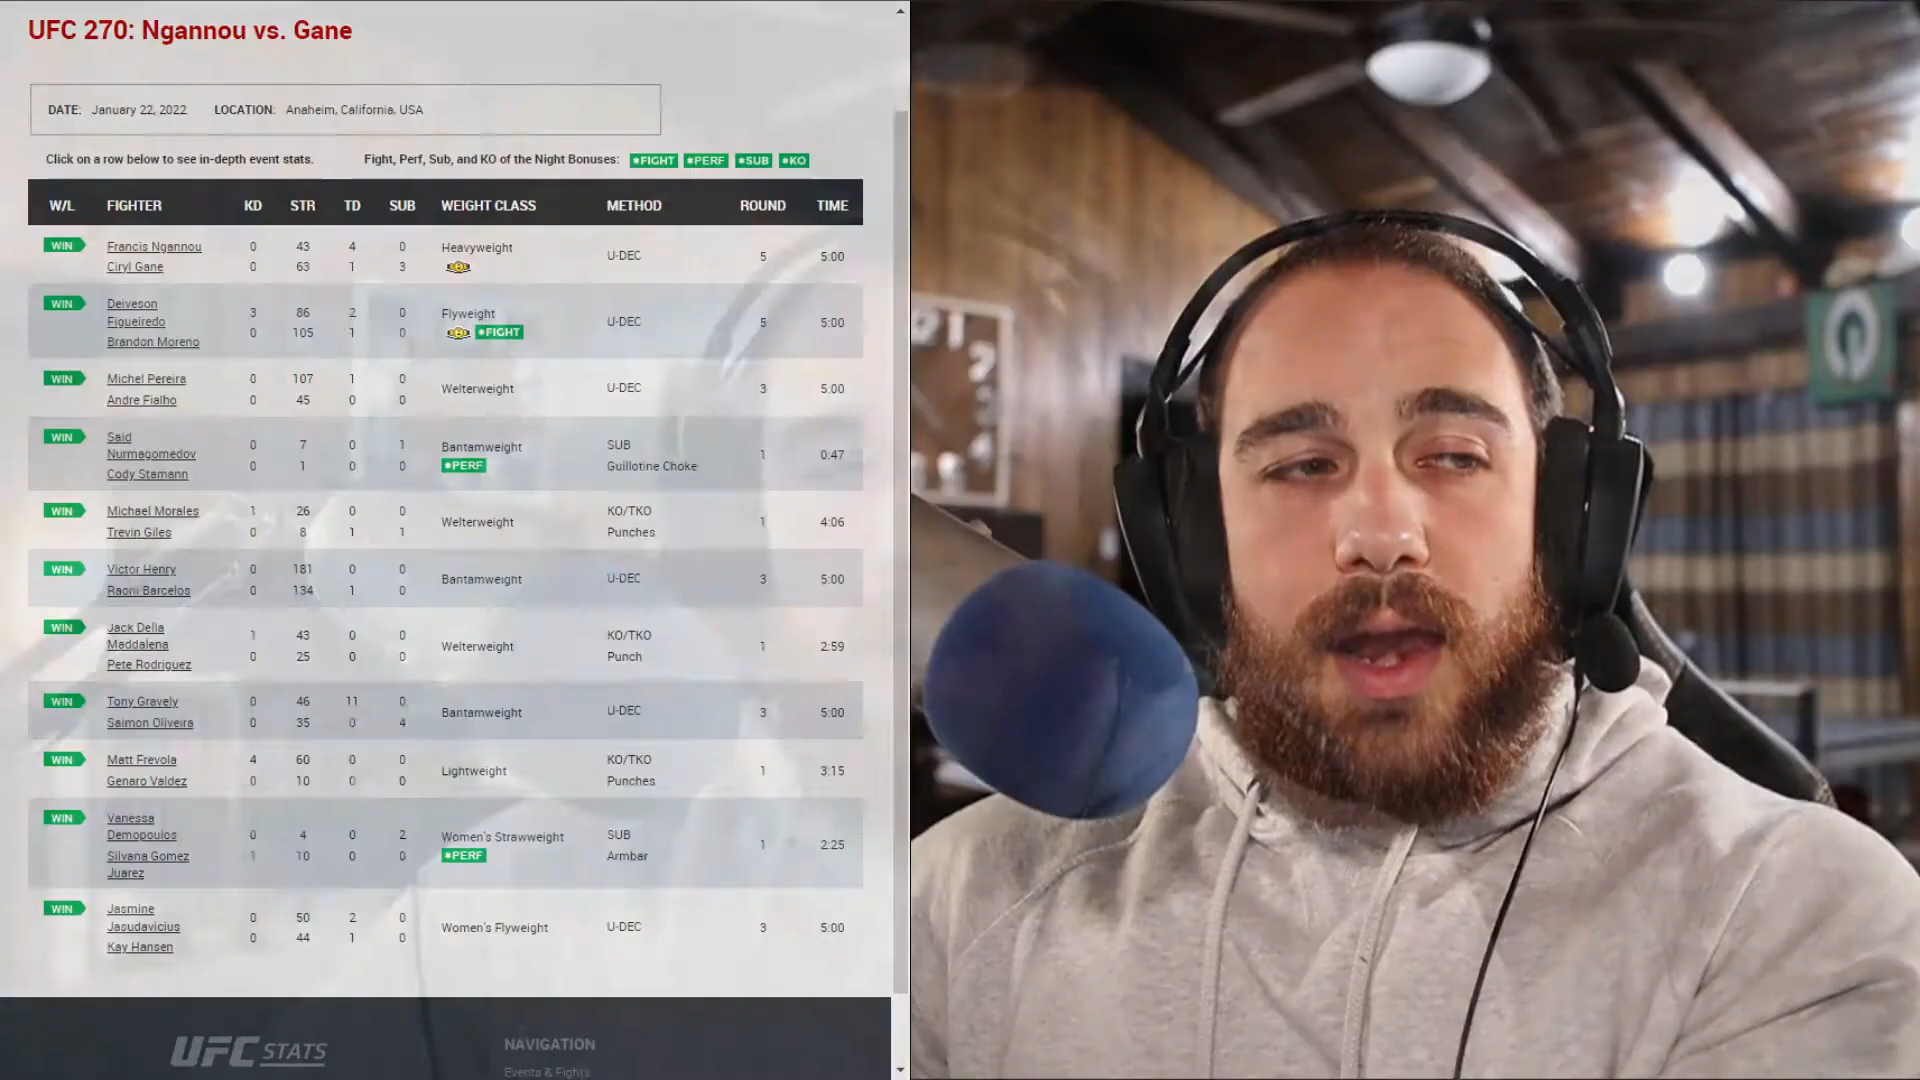 UFC 270: Ngannou vs. Gane
DATE: January 22, 2022 LOCATION: Anaheim, California, USA
Click on a row below to see in-depth event stats. Fight, Perf, Sub, and KO of the Night Bonuses: ★FIGHT ★PERF ★SUB ★KO
W/L FIGHTER KD STR TD SUB WEIGHT CLASS METHOD ROUND TIME
WIN Francis Ngannou 0 43 4 0 Heavyweight U-DEC 5 5:00
Ciryl Gane 0 63 1 3
WIN Deiveson
Figueiredo 3 86 2 0 Flyweight U-DEC 5 5:00
Brandon Moreno 0 105 1 0 ★FIGHT
WIN Michel Pereira 0 107 1 0 Welterweight U-DEC 3 5:00
Andre Fialho 0 45 0 0
WIN Said
Nurmagomedov 0 7 0 1 Bantamweight SUB 1 0:47
Cody Stamann 0 1 0 0 ★PERF Guillotine Choke
WIN Michael Morales 1 26 0 0 Welterweight KO/TKO 1 4:06
Trevin Giles 0 8 1 1 Punches
WIN Victor Henry 0 181 0 0 Bantamweight U-DEC 3 5:00
Raoni Barcelos 0 134 1 0
WIN Jack Della
Maddalena 1 43 0 0 Welterweight KO/TKO 1 2:59
Pete Rodriguez 0 25 0 0 Punch
WIN Tony Gravely 0 46 11 0 Bantamweight U-DEC 3 5:00
Saimon Oliveira 0 35 0 4
WIN Matt Frevola 4 60 0 0 Lightweight KO/TKO 1 3:15
Genaro Valdez 0 10 0 0 Punches
WIN Vanessa
Demopoulos 0 4 0 2 Women's Strawweight SUB 1 2:25
Silvana Gomez
Juarez 1 10 0 0 ★PERF Armbar
WIN Jasmine
Jasudavicius 0 50 2 0 Women's Flyweight U-DEC 3 5:00
Kay Hansen 0 44 1 0
UFC STATS
NAVIGATION
Events & Fights